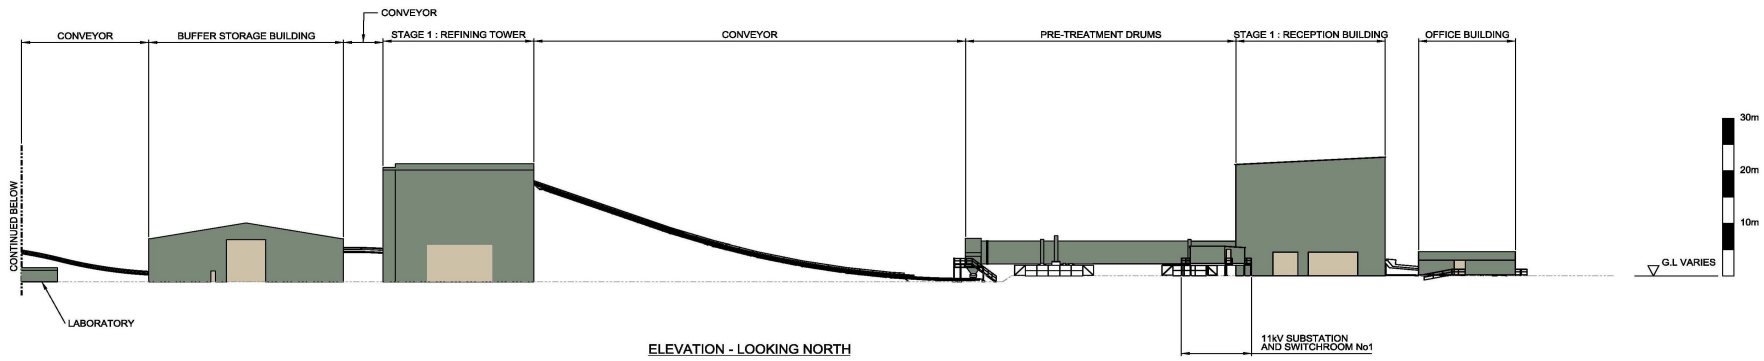 CONVEYOR
CONVEYOR
BUFFER STORAGE BUILDING
STAGE 1 : REFINING TOWER
CONVEYOR
PRE-TREATMENT DRUMS
STAGE 1 : RECEPTION BUILDING
OFFICE BUILDING
30m
20m
10m
CONTINUED BELOW
G.L VARIES
LABORATORY
ELEVATION - LOOKING NORTH
11kV SUBSTATION
AND SWITCHROOM No1